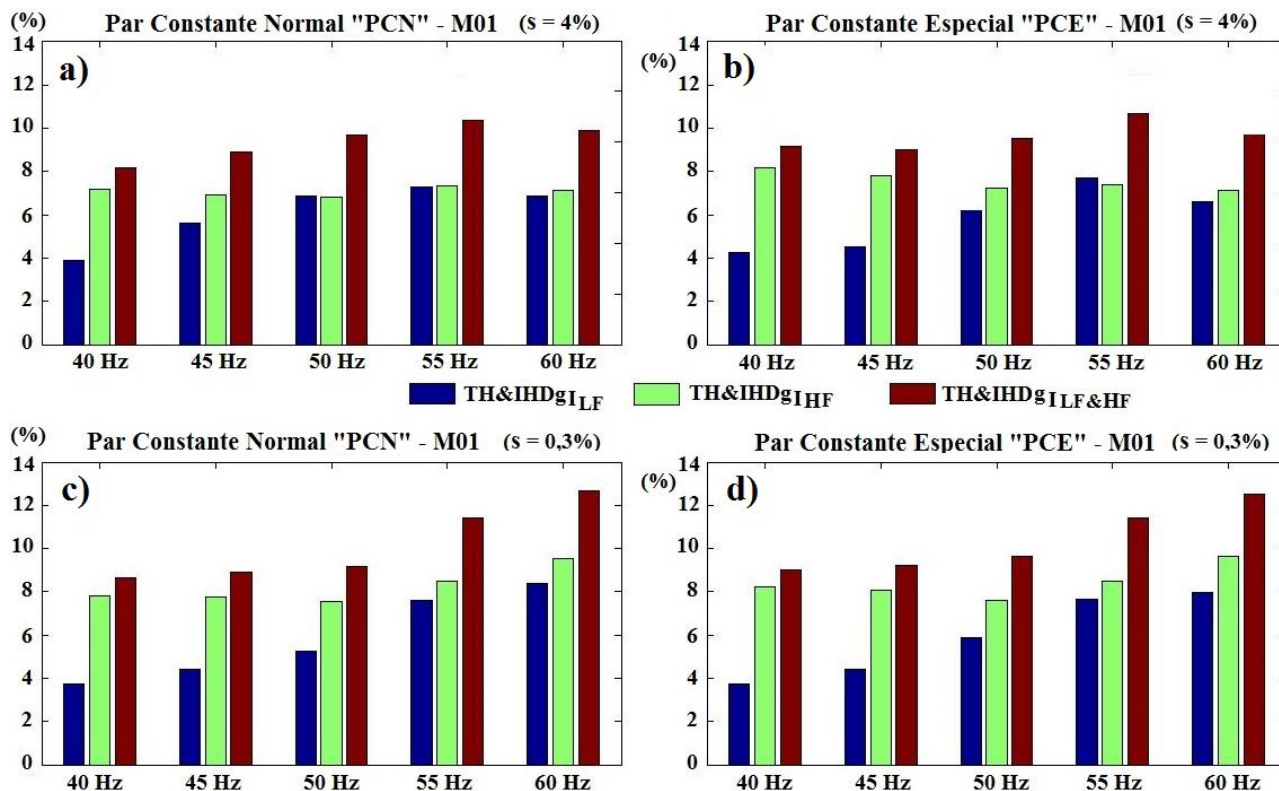 (%) Par Constante Normal "PCN" - M01 (s = 4%)
14
12
10
8
6
4
2
0
a)
40 Hz 45 Hz 50 Hz 55 Hz 60 Hz
Par Constante Especial "PCE" - M01 (s = 4%)
(%)
14
12
10
8
6
4
2
0
b)
40 Hz 45 Hz 50 Hz 55 Hz 60 Hz
TH&IHDgILF TH&IHDgIHF TH&IHDgILF&HF
(%) Par Constante Normal "PCN" - M01 (s = 0,3%)
14
12
10
8
6
4
2
0
c)
40 Hz 45 Hz 50 Hz 55 Hz 60 Hz
Par Constante Especial "PCE" - M01 (s = 0,3%)
(%)
14
12
10
8
6
4
2
0
d)
40 Hz 45 Hz 50 Hz 55 Hz 60 Hz